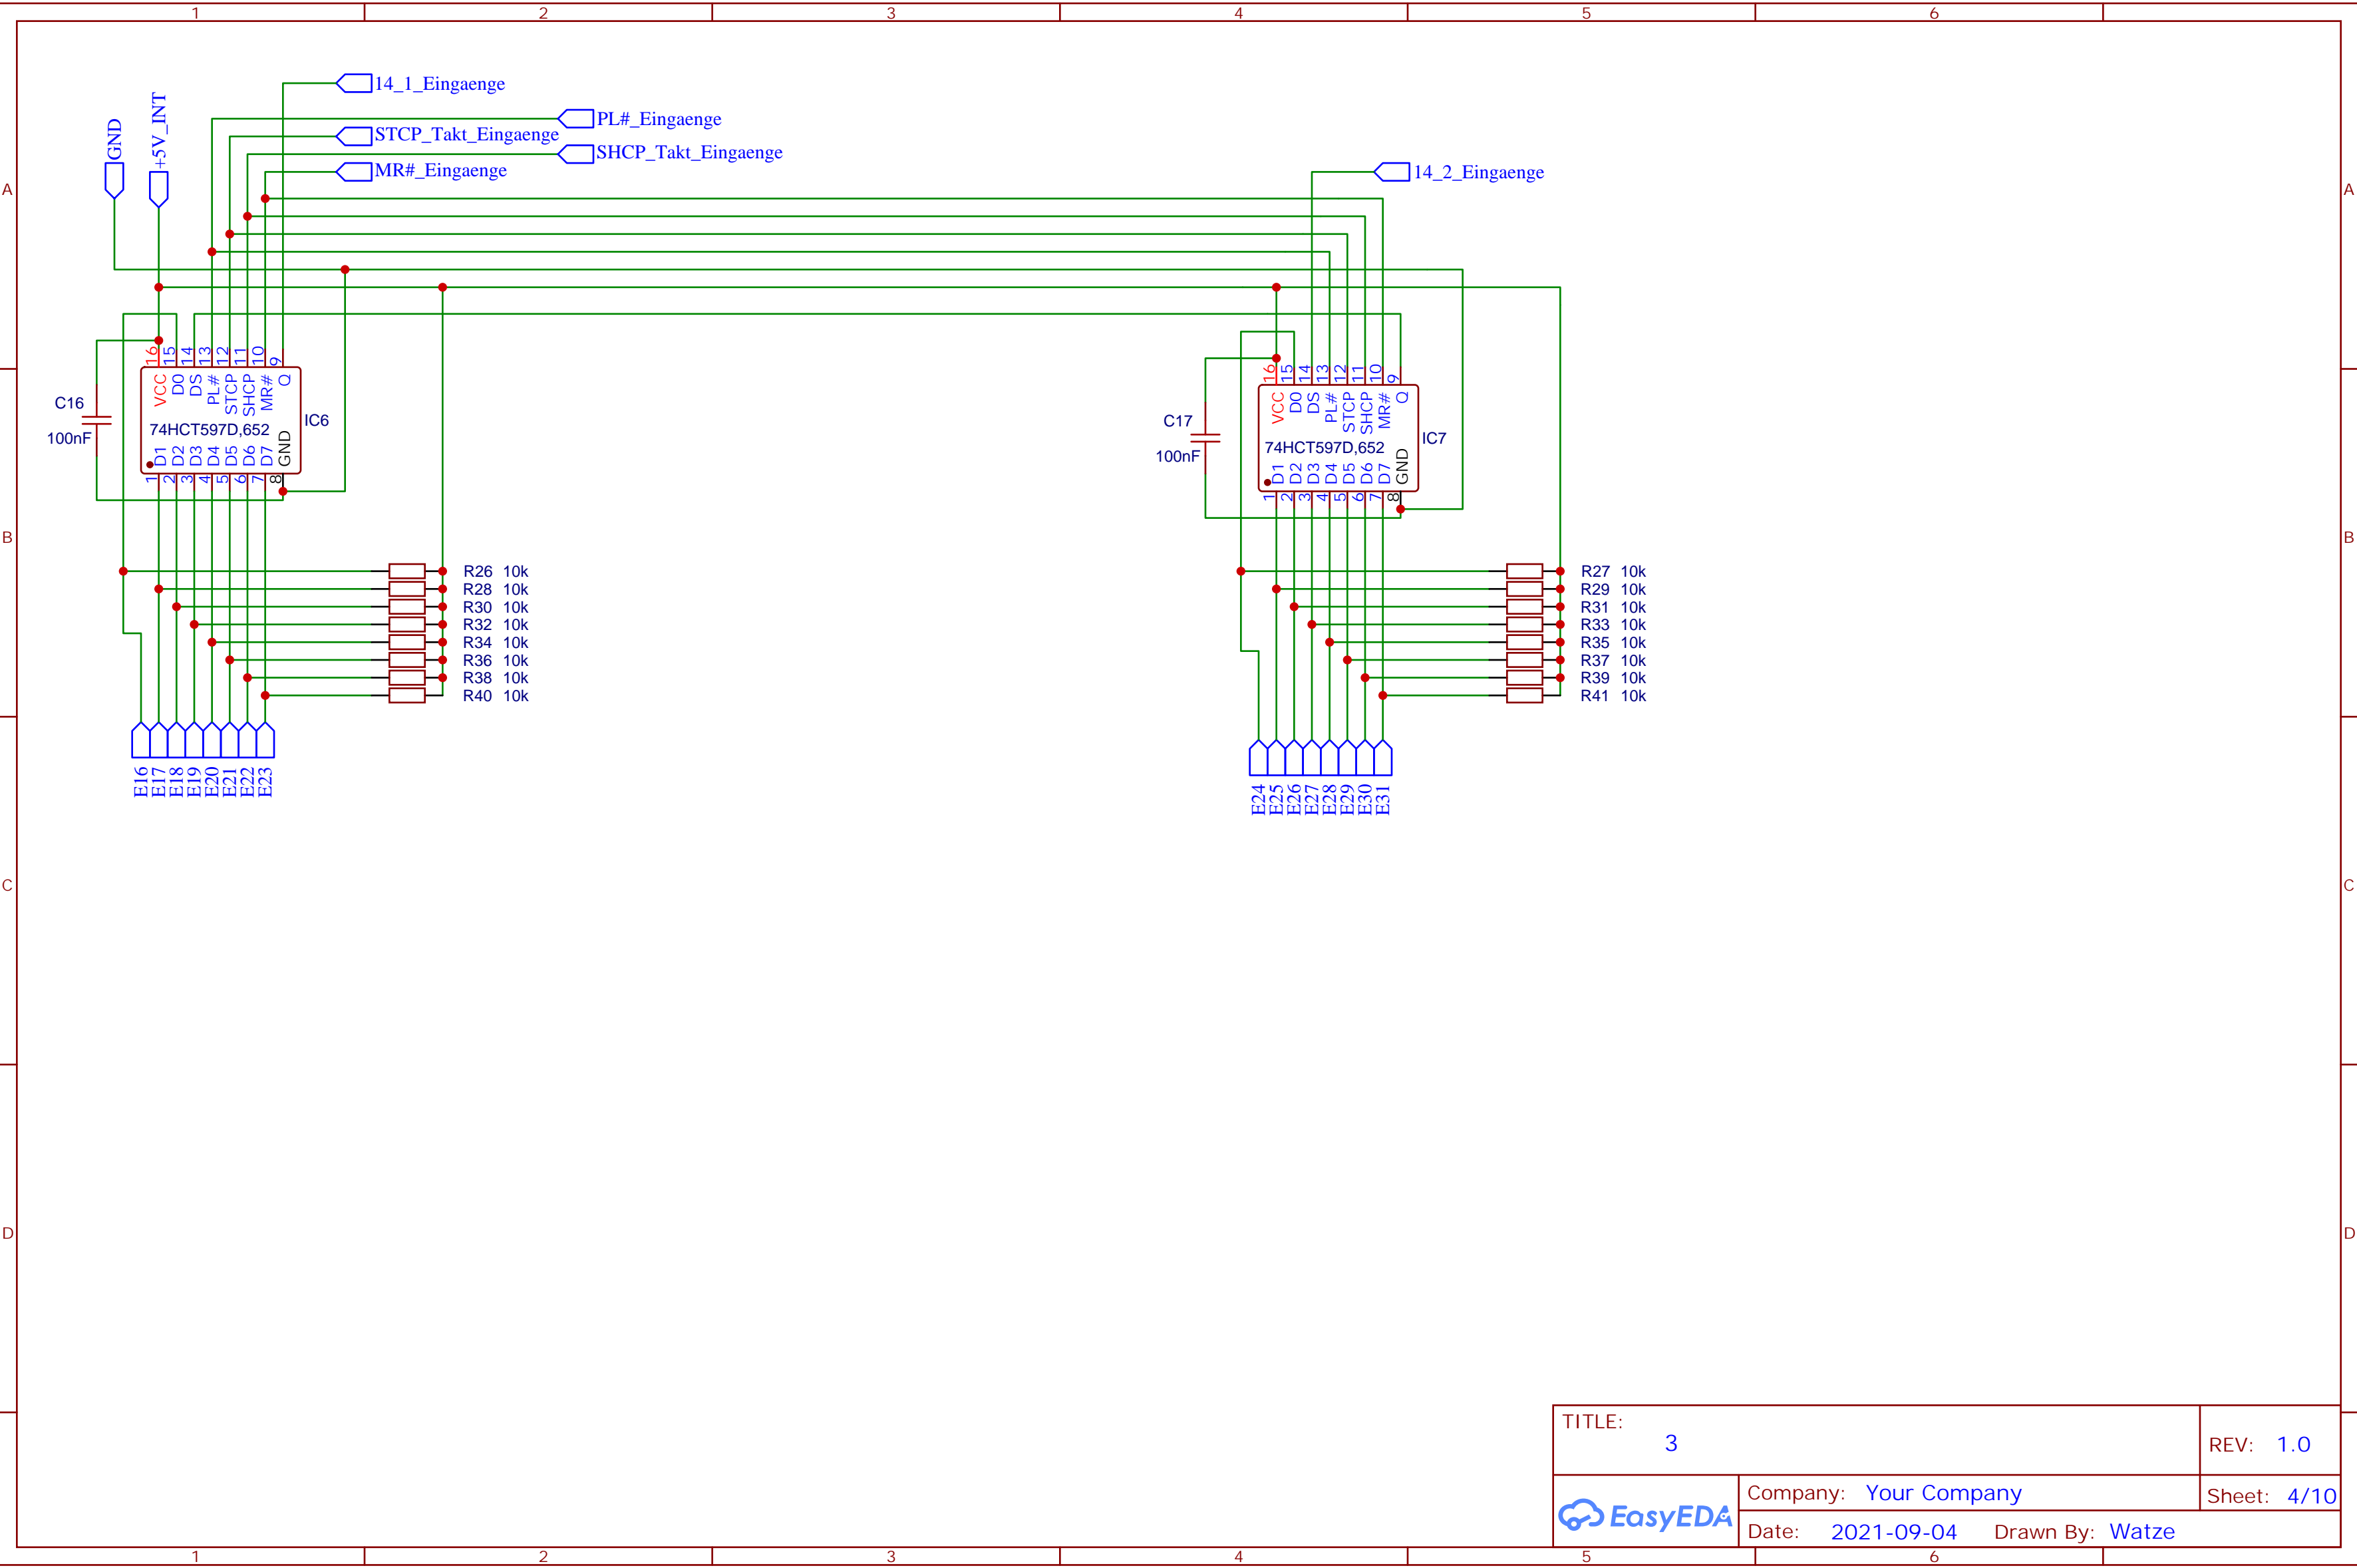 1 2 3 4 5 6
A
A
14_1_Eingaenge
GND
+5V_INT
PL#_Eingaenge
STCP_Takt_Eingaenge
SHCP_Takt_Eingaenge
MR#_Eingaenge
14_2_Eingaenge
16 15 14 13 12 11 10 9
VCC D0 DS PL# STCP SHCP MR# Q
74HCT597D,652
IC6
D1 D2 D3 D4 D5 D6 D7 GND
1 2 3 4 5 6 7 8
C16
100nF
16 15 14 13 12 11 10 9
VCC D0 DS PL# STCP SHCP MR# Q
74HCT597D,652
IC7
D1 D2 D3 D4 D5 D6 D7 GND
1 2 3 4 5 6 7 8
C17
100nF
B
B
R26 10k
R28 10k
R30 10k
R32 10k
R34 10k
R36 10k
R38 10k
R40 10k
R27 10k
R29 10k
R31 10k
R33 10k
R35 10k
R37 10k
R39 10k
R41 10k
E16 E17 E18 E19 E20 E21 E22 E23
E24 E25 E26 E27 E28 E29 E30 E31
C
C
D
D
TITLE:
3
REV: 1.0
EasyEDA
Company: Your Company
Sheet: 4/10
Date: 2021-09-04 Drawn By: Watze
1 2 3 4 5 6